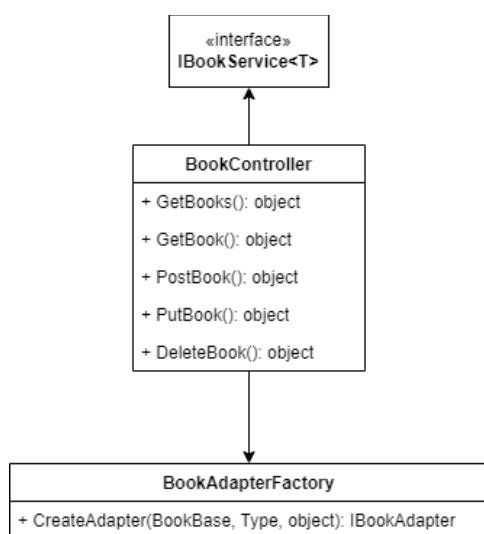 «interface»
IBookService<T>
BookController
+ GetBooks(): object
+ GetBook(): object
+ PostBook(): object
+ PutBook(): object
+ DeleteBook(): object
BookAdapterFactory
+ CreateAdapter(BookBase, Type, object): IBookAdapter